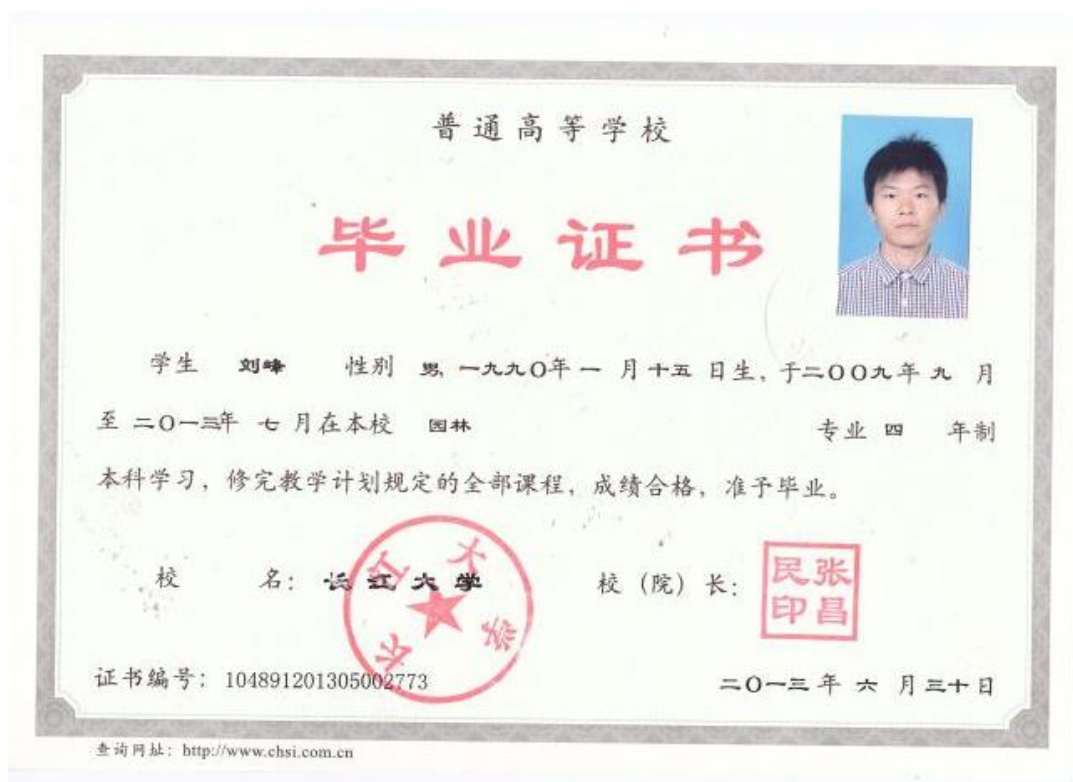 普通高等学校
毕业证书
学生 刘峰 性别 男, 一九九〇年 一 月 十五 日生, 于二〇〇九年 九 月
至 二〇一三年 七 月在本校 园林 专业 四 年制
本科学习, 修完教学计划规定的全部课程, 成绩合格, 准予毕业。
校 名: 长江大学 校 (院) 长: 张昌民印
长江大学
证书编号: 104891201305002773 二〇一三 年 六 月 三十 日
查询网址: http://www.chsi.com.cn